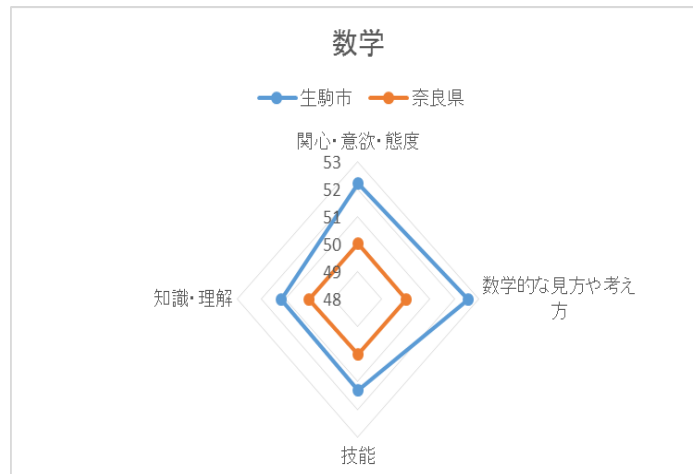 数学
生駒市 奈良県
関心・意欲・態度
53
52
51
50
49
48
知識・理解
数学的な見方や考え
方
技能